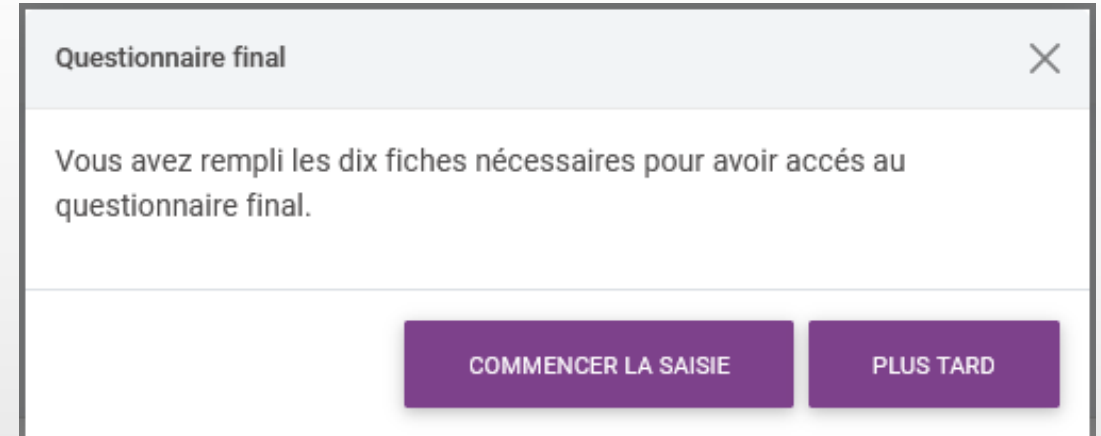 Questionnaire final
Vous avez rempli les dix fiches nécessaires pour avoir accés au
questionnaire final.
COMMENCER LA SAISIE
PLUS TARD